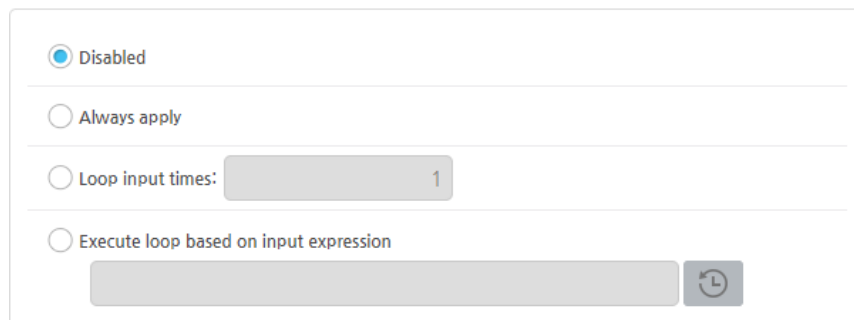 Disabled
Always apply
Loop input times: 1
Execute loop based on input expression